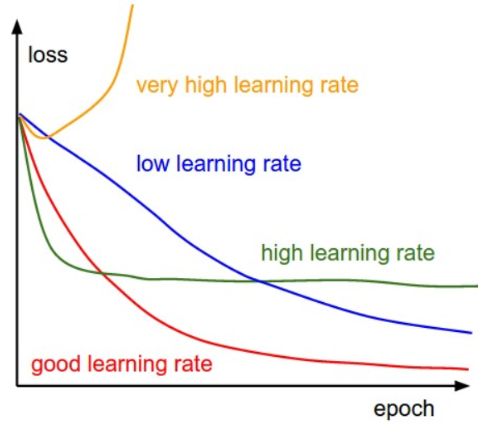 loss
very high learning rate
low learning rate
high learning rate
good learning rate
epoch